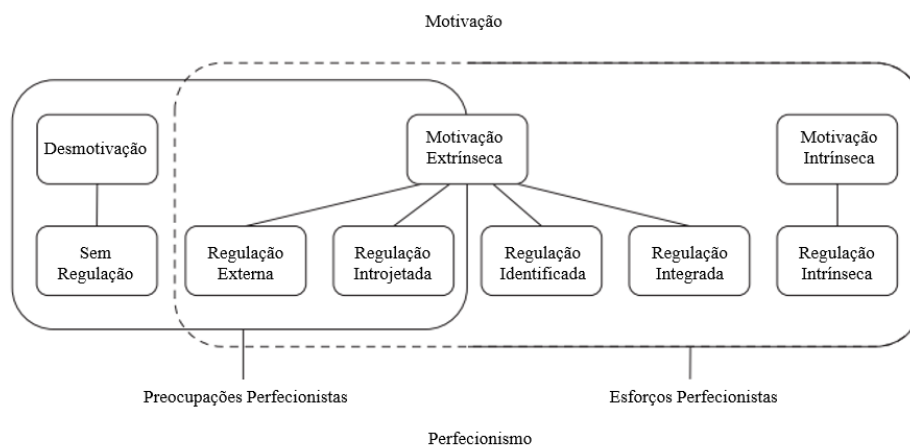 Motivação
Desmotivação
Motivação
Extrínseca
Motivação
Intrínseca
Sem
Regulação
Regulação
Externa
Regulação
Introjetada
Regulação
Identificada
Regulação
Integrada
Regulação
Intrínseca
Preocupações Perfecionistas
Esforços Perfecionistas
Perfecionismo